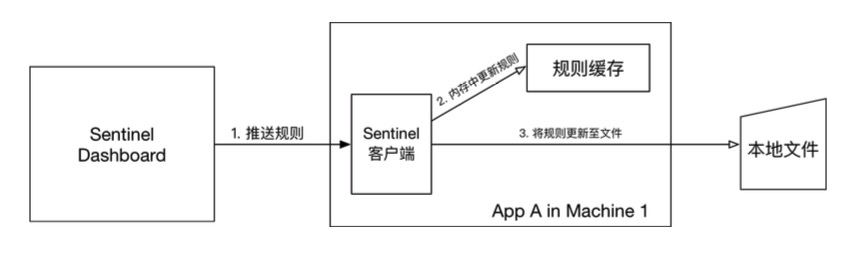 Sentinel
Dashboard
1. 推送规则
Sentinel
客户端
2. 内存中更新规则
规则缓存
3. 将规则更新至文件
本地文件
App A in Machine 1